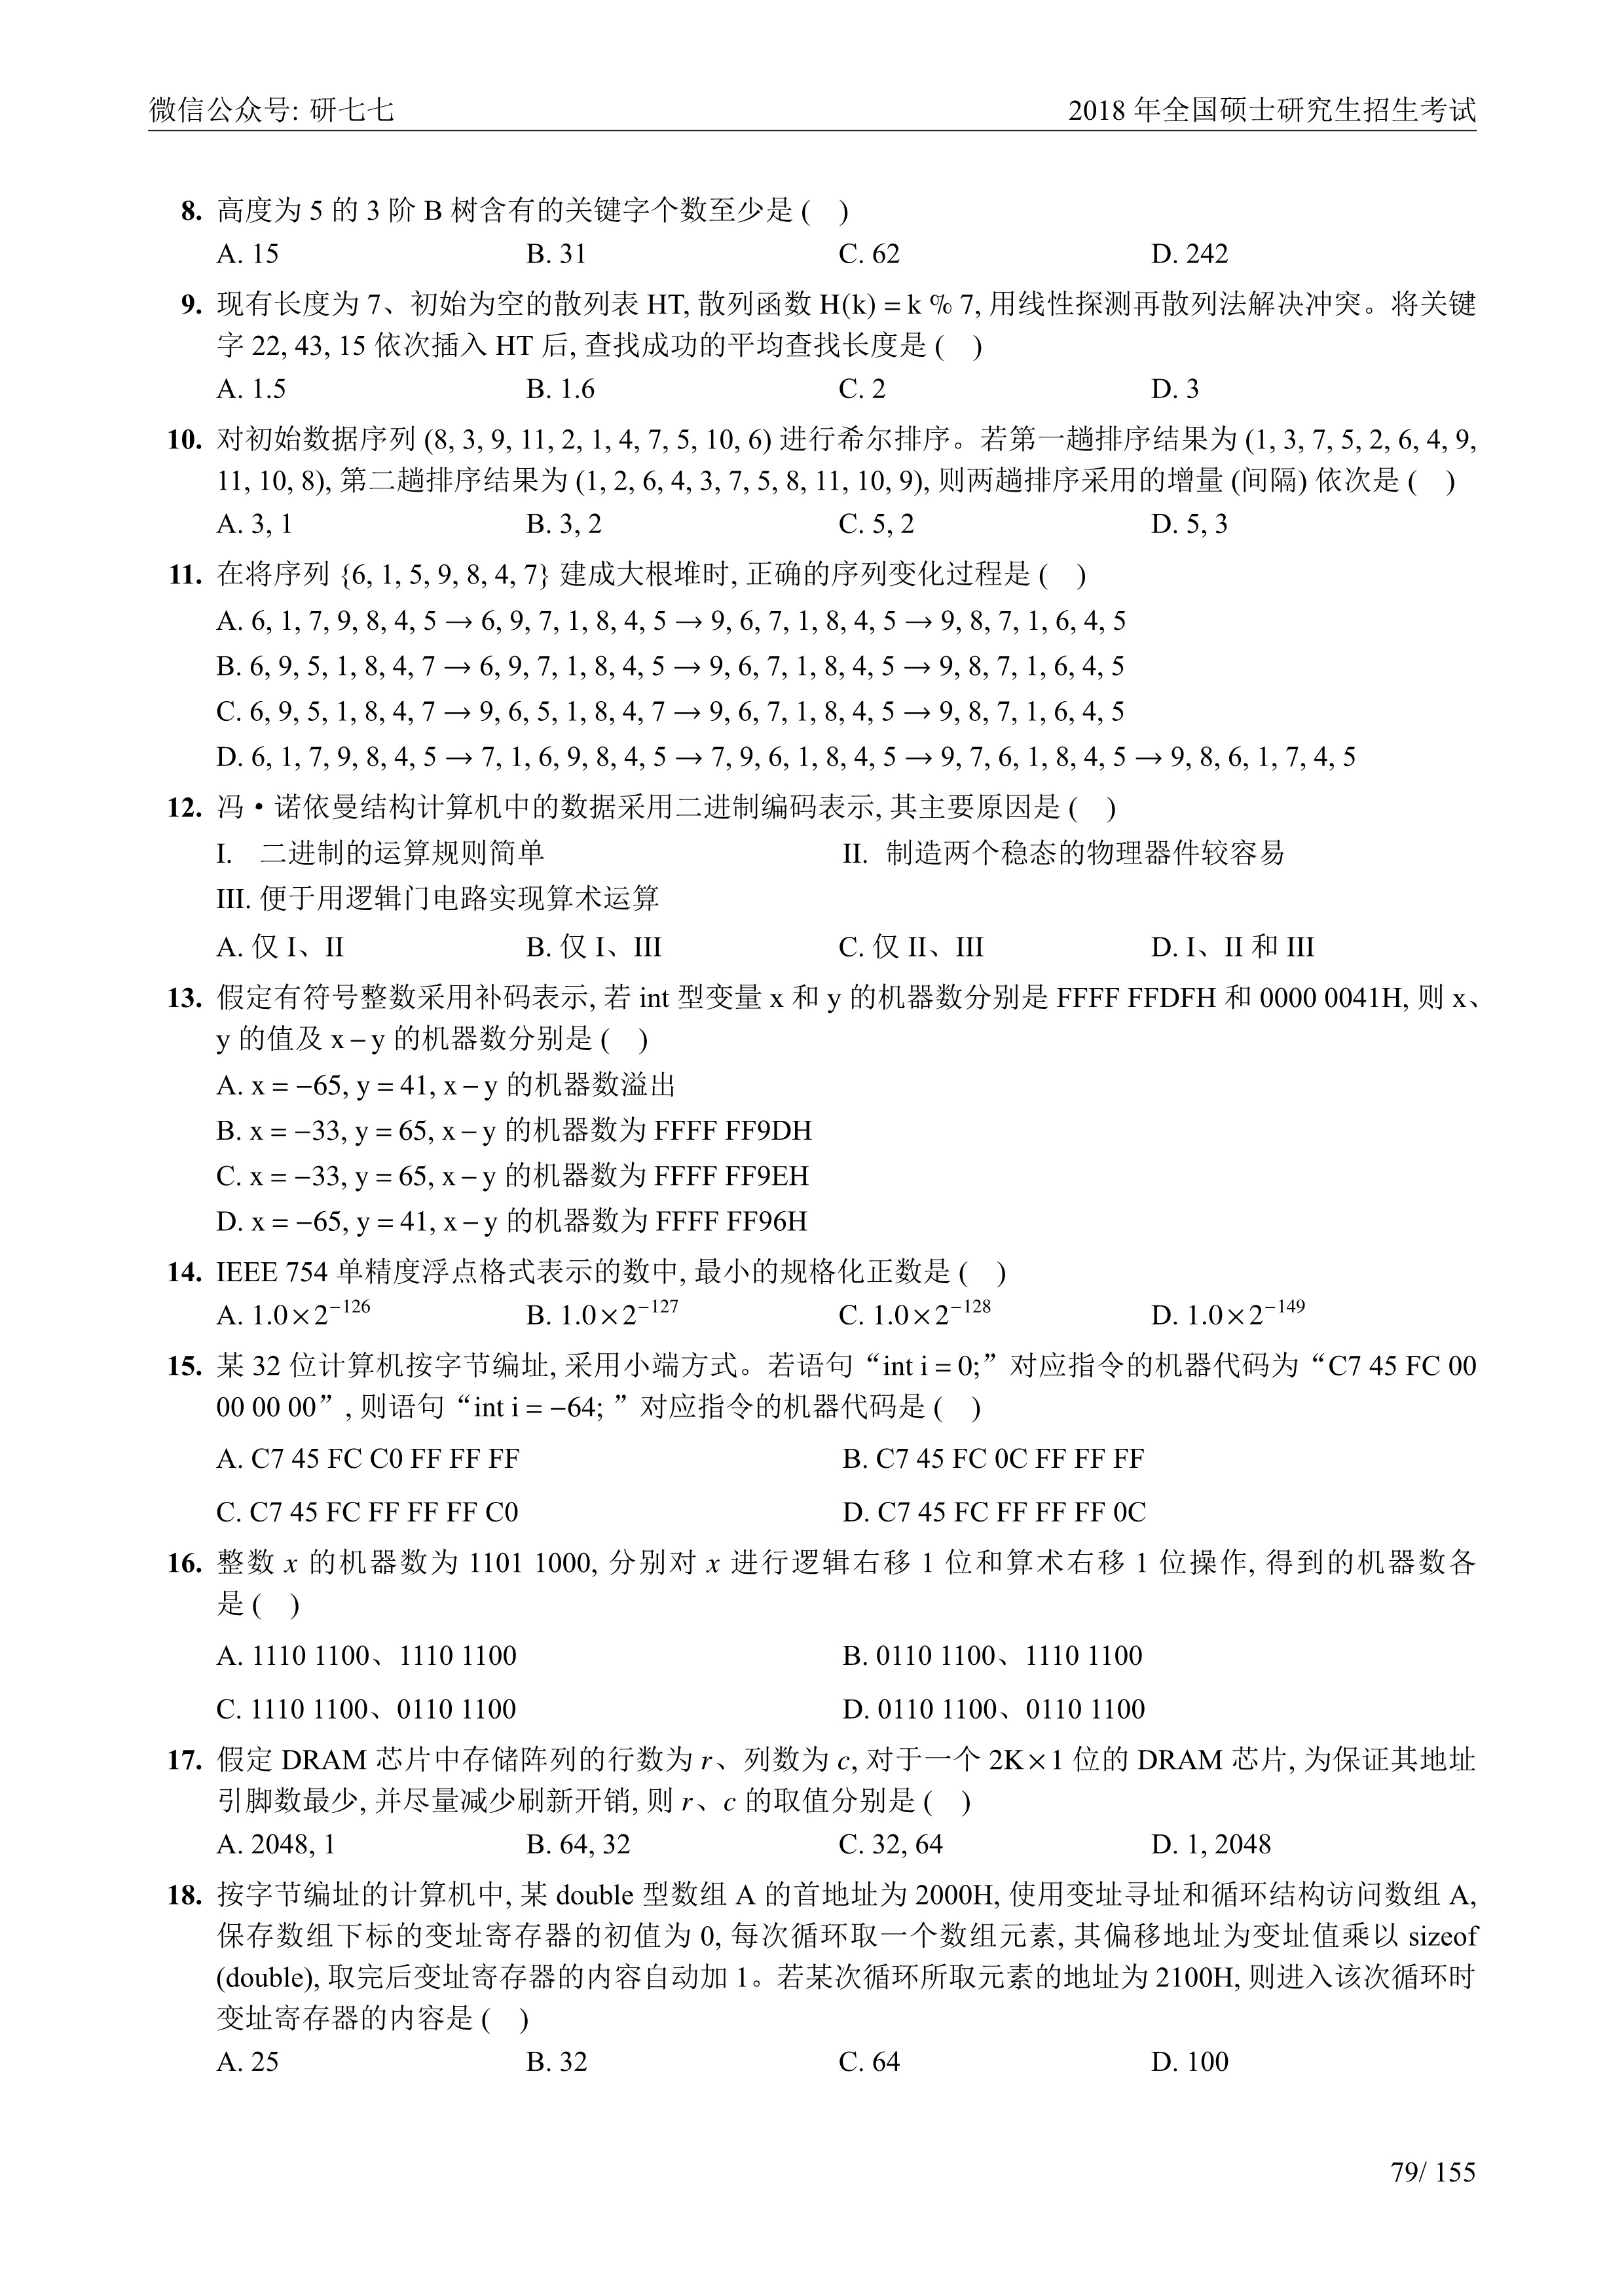 微信公众号: 研七七
2018 年全国硕士研究生招生考试
8. 高度为 5 的 3 阶 B 树含有的关键字个数至少是 ( )
A. 15 B. 31 C. 62 D. 242
9. 现有长度为 7、初始为空的散列表 HT, 散列函数 H(k) = k % 7, 用线性探测再散列法解决冲突。将关键
字 22, 43, 15 依次插入 HT 后, 查找成功的平均查找长度是 ( )
A. 1.5 B. 1.6 C. 2 D. 3
10. 对初始数据序列 (8, 3, 9, 11, 2, 1, 4, 7, 5, 10, 6) 进行希尔排序。若第一趟排序结果为 (1, 3, 7, 5, 2, 6, 4, 9,
11, 10, 8), 第二趟排序结果为 (1, 2, 6, 4, 3, 7, 5, 8, 11, 10, 9), 则两趟排序采用的增量 (间隔) 依次是 ( )
A. 3, 1 B. 3, 2 C. 5, 2 D. 5, 3
11. 在将序列 {6, 1, 5, 9, 8, 4, 7} 建成大根堆时, 正确的序列变化过程是 ( )
A. 6, 1, 7, 9, 8, 4, 5 → 6, 9, 7, 1, 8, 4, 5 → 9, 6, 7, 1, 8, 4, 5 → 9, 8, 7, 1, 6, 4, 5
B. 6, 9, 5, 1, 8, 4, 7 → 6, 9, 7, 1, 8, 4, 5 → 9, 6, 7, 1, 8, 4, 5 → 9, 8, 7, 1, 6, 4, 5
C. 6, 9, 5, 1, 8, 4, 7 → 9, 6, 5, 1, 8, 4, 7 → 9, 6, 7, 1, 8, 4, 5 → 9, 8, 7, 1, 6, 4, 5
D. 6, 1, 7, 9, 8, 4, 5 → 7, 1, 6, 9, 8, 4, 5 → 7, 9, 6, 1, 8, 4, 5 → 9, 7, 6, 1, 8, 4, 5 → 9, 8, 6, 1, 7, 4, 5
12. 冯·诺依曼结构计算机中的数据采用二进制编码表示, 其主要原因是 ( )
I. 二进制的运算规则简单 II. 制造两个稳态的物理器件较容易
III. 便于用逻辑门电路实现算术运算
A. 仅 I、II B. 仅 I、III C. 仅 II、III D. I、II 和 III
13. 假定有符号整数采用补码表示, 若 int 型变量 x 和 y 的机器数分别是 FFFF FFDFH 和 0000 0041H, 则 x、
y 的值及 x − y 的机器数分别是 ( )
A. x = −65, y = 41, x − y 的机器数溢出
B. x = −33, y = 65, x − y 的机器数为 FFFF FF9DH
C. x = −33, y = 65, x − y 的机器数为 FFFF FF9EH
D. x = −65, y = 41, x − y 的机器数为 FFFF FF96H
14. IEEE 754 单精度浮点格式表示的数中, 最小的规格化正数是 ( )
A. 1.0×2⁻¹²⁶ B. 1.0×2⁻¹²⁷ C. 1.0×2⁻¹²⁸ D. 1.0×2⁻¹⁴⁹
15. 某 32 位计算机按字节编址, 采用小端方式。若语句“int i = 0;”对应指令的机器代码为“C7 45 FC 00
00 00 00”, 则语句“int i = −64; ”对应指令的机器代码是 ( )
A. C7 45 FC C0 FF FF FF B. C7 45 FC 0C FF FF FF
C. C7 45 FC FF FF FF C0 D. C7 45 FC FF FF FF 0C
16. 整数 x 的机器数为 1101 1000, 分别对 x 进行逻辑右移 1 位和算术右移 1 位操作, 得到的机器数各
是 ( )
A. 1110 1100、1110 1100 B. 0110 1100、1110 1100
C. 1110 1100、0110 1100 D. 0110 1100、0110 1100
17. 假定 DRAM 芯片中存储阵列的行数为 r、列数为 c, 对于一个 2K×1 位的 DRAM 芯片, 为保证其地址
引脚数最少, 并尽量减少刷新开销, 则 r、c 的取值分别是 ( )
A. 2048, 1 B. 64, 32 C. 32, 64 D. 1, 2048
18. 按字节编址的计算机中, 某 double 型数组 A 的首地址为 2000H, 使用变址寻址和循环结构访问数组 A,
保存数组下标的变址寄存器的初值为 0, 每次循环取一个数组元素, 其偏移地址为变址值乘以 sizeof
(double), 取完后变址寄存器的内容自动加 1。若某次循环所取元素的地址为 2100H, 则进入该次循环时
变址寄存器的内容是 ( )
A. 25 B. 32 C. 64 D. 100
79/ 155